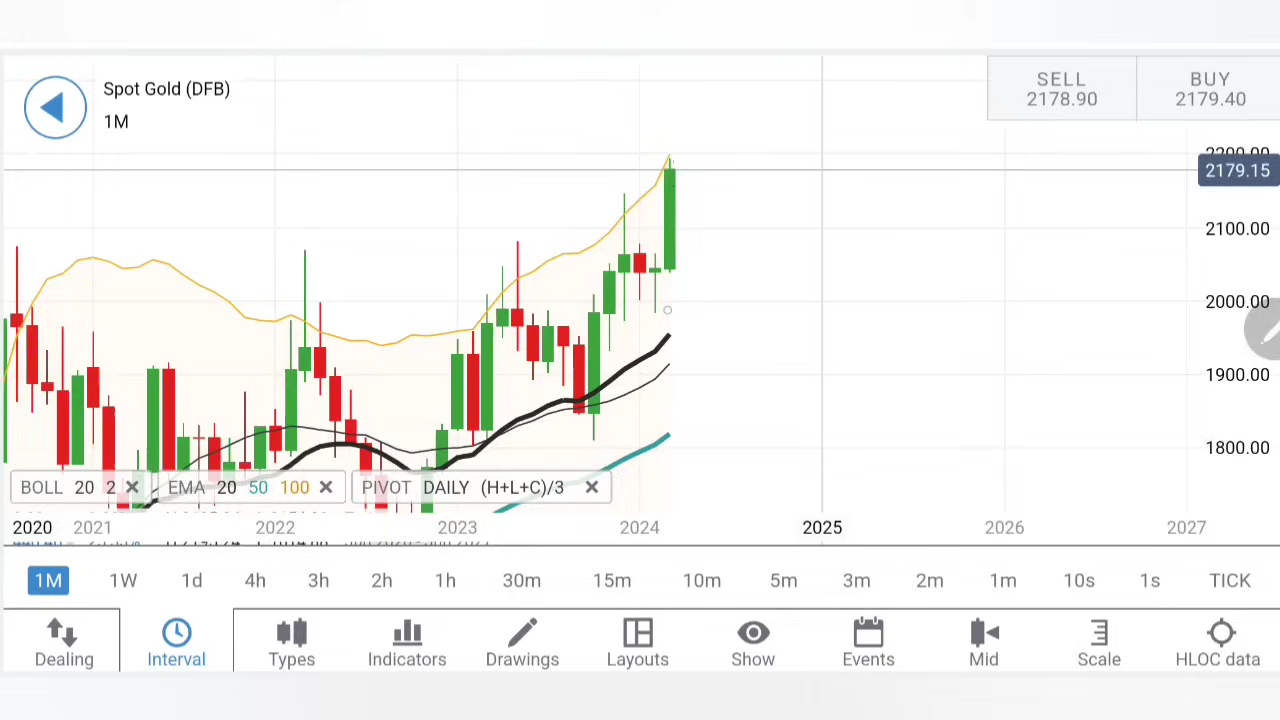 Spot Gold (DFB)
1M
SELL
2178.90
BUY
2179.40
2200.00
2179.15
2100.00
2000.00
1900.00
1800.00
BOLL 20 2 EMA 20 50 100 PIVOT DAILY (H+L+C)/3
2020 2021 2022 2023 2024 2025 2026 2027
1M 1W 1d 4h 3h 2h 1h 30m 15m 10m 5m 3m 2m 1m 10s 1s TICK
Dealing Interval Types Indicators Drawings Layouts Show Events Mid Scale HLOC data